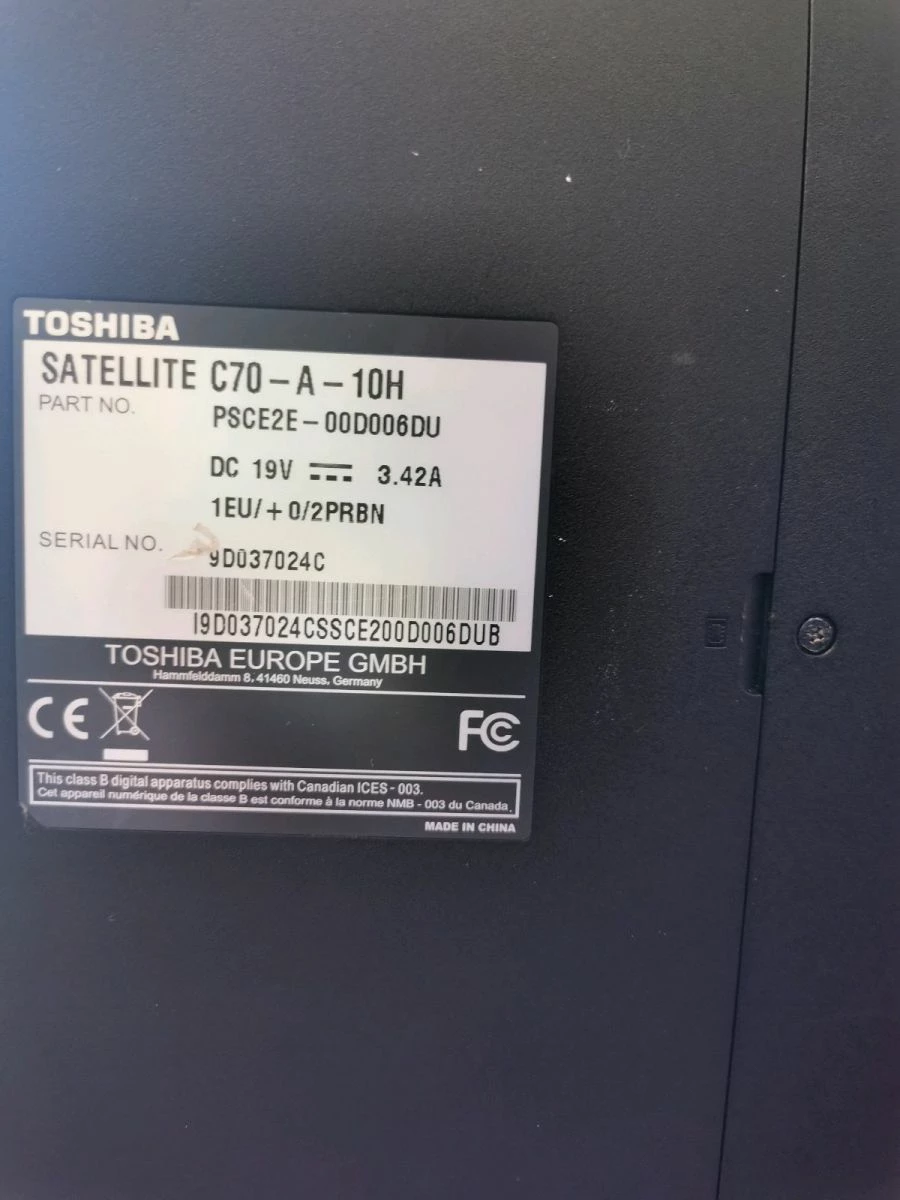 TOSHIBA
SATELLITE C70-A-10H
PART NO.
PSCE2E-00D006DU
DC 19V ⎓ 3.42A
1EU/+0/2PRBN
SERIAL NO.
9D037024C
I9D037024CSSCE200D006DUB
TOSHIBA EUROPE GMBH
Hammfelddamm 8, 41460 Neuss, Germany
CE
FC
This class B digital apparatus complies with Canadian ICES - 003.
Cet appareil numérique de la classe B est conforme à la norme NMB - 003 du Canada.
MADE IN CHINA